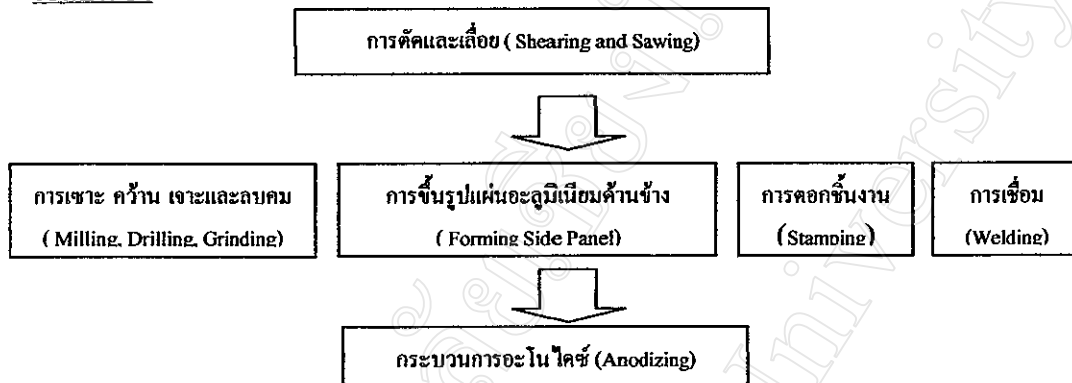 การตัดและเลื่อย ( Shearing and Sawing)
การเซาะ คว้าน เจาะและลบคม
( Milling, Drilling, Grinding)
การขึ้นรูปแผ่นอะลูมิเนียมด้านข้าง
( Forming Side Panel)
การตอกชิ้นงาน
(Stamping)
การเชื่อม
(Welding)
กระบวนการอะโนไดซ์ (Anodizing)
University